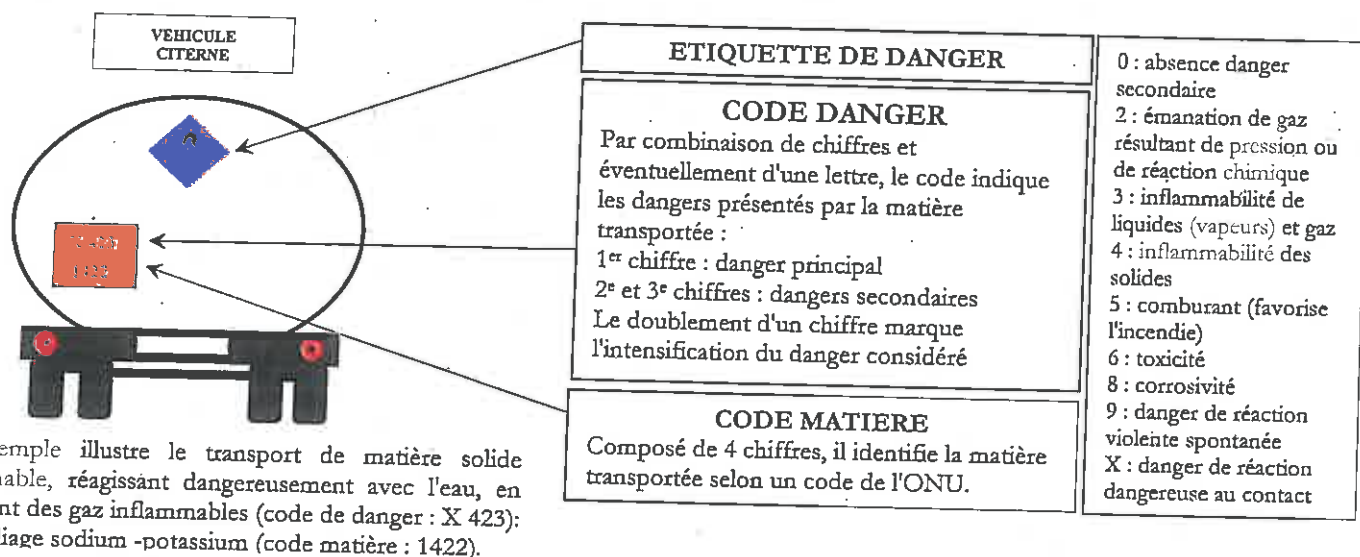 VEHICULE
CITERNE
ETIQUETTE DE DANGER
CODE DANGER
Par combinaison de chiffres et
éventuellement d'une lettre, le code indique
les dangers présentés par la matière
transportée :
1er chiffre : danger principal
2e et 3e chiffres : dangers secondaires
Le doublement d'un chiffre marque
l'intensification du danger considéré
CODE MATIERE
Composé de 4 chiffres, il identifie la matière
transportée selon un code de l'ONU.
0 : absence danger
secondaire
2 : émanation de gaz
résultant de pression ou
de réaction chimique
3 : inflammabilité de
liquides (vapeurs) et gaz
4 : inflammabilité des
solides
5 : comburant (favorise
l'incendie)
6 : toxicité
8 : corrosivité
9 : danger de réaction
violente spontanée
X : danger de réaction
dangereuse au contact
1422
emple illustre le transport de matière solide
able, réagissant dangereusement avec l'eau, en
nt des gaz inflammables (code de danger : X 423);
liage sodium -potassium (code matière : 1422).